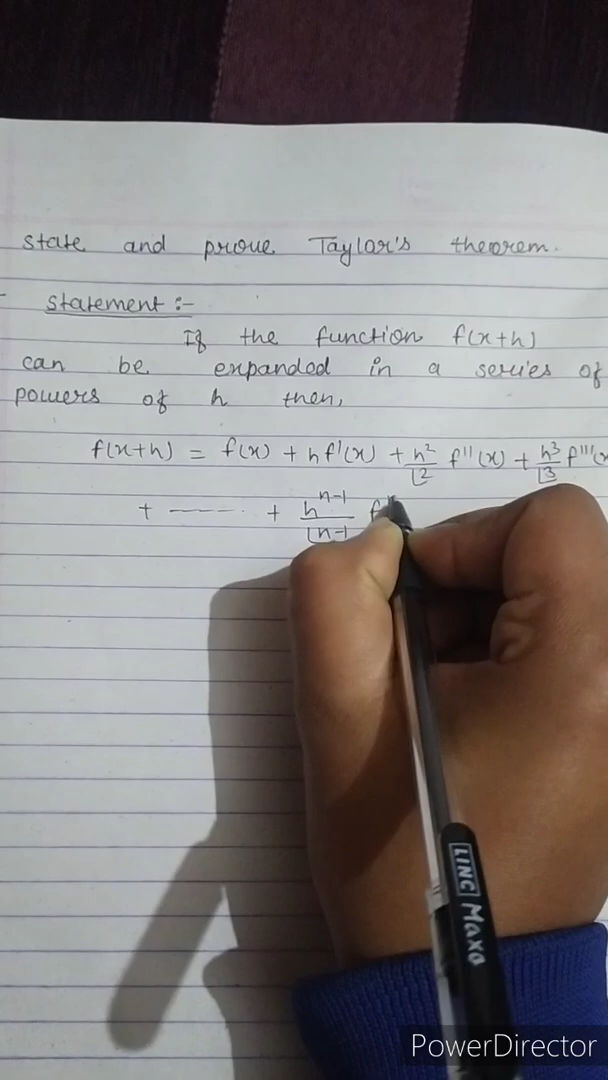 state and prove Taylor's theorem.
Statement :-
If the function f(x+h)
can be expanded in a series of
powers of h then,
f(x+h) = f(x) + hf'(x) + h²/⌊2 f''(x) + h³/⌊3 f'''(x
+ ------ + hⁿ⁻¹/⌊n-1 f
LINC Maxo
PowerDirector